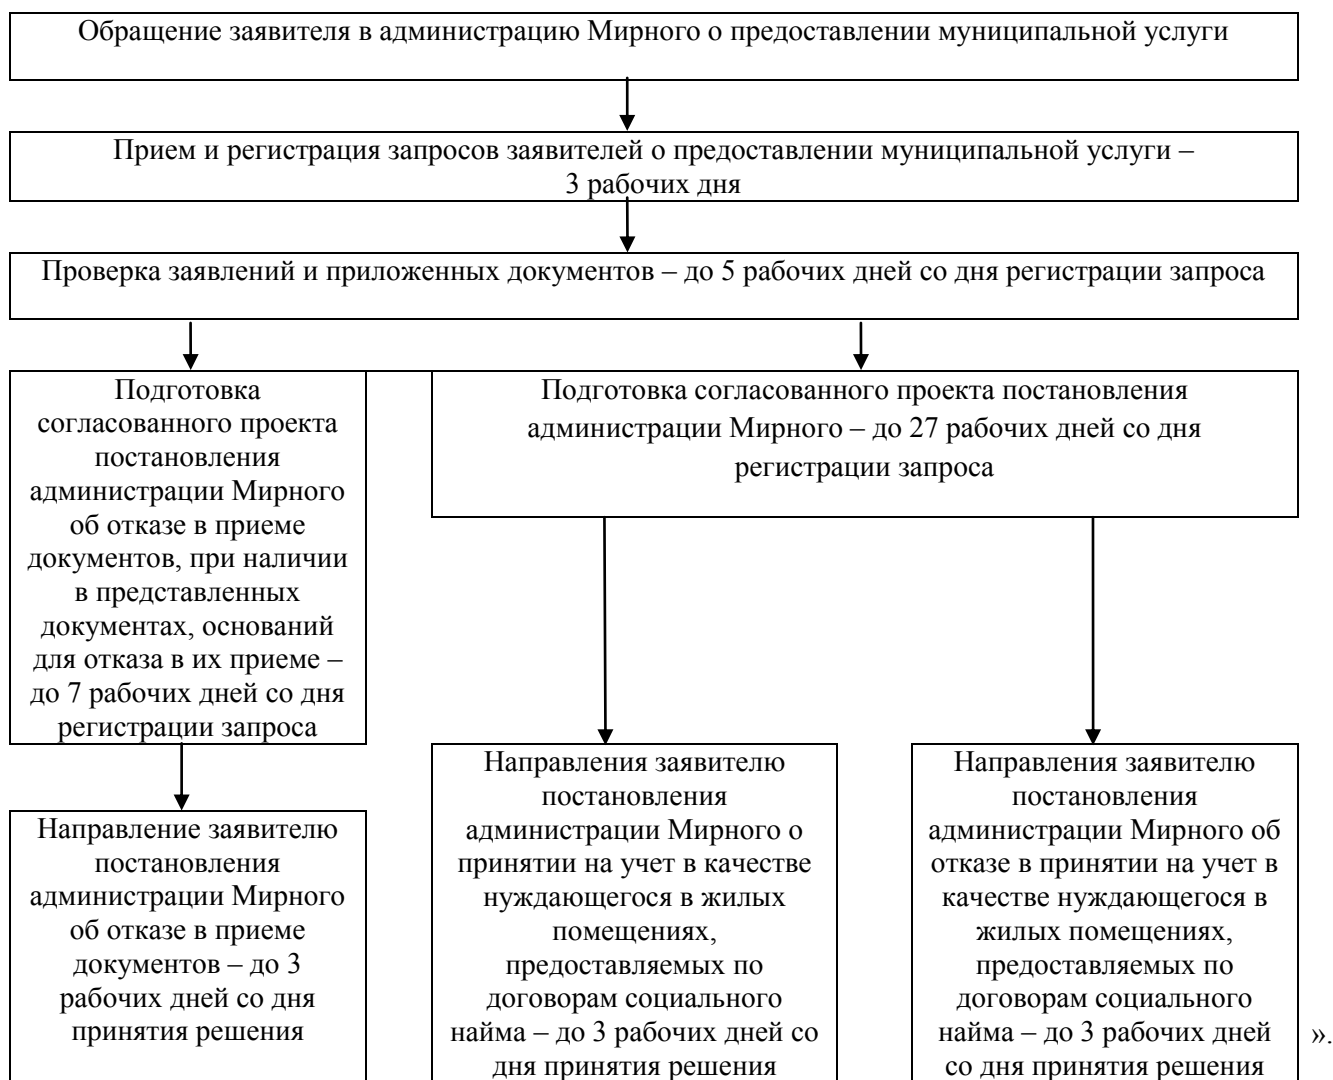 Обращение заявителя в администрацию Мирного о предоставлении муниципальной услуги
Прием и регистрация запросов заявителей о предоставлении муниципальной услуги –
3 рабочих дня
Проверка заявлений и приложенных документов – до 5 рабочих дней со дня регистрации запроса
Подготовка
согласованного проекта
постановления
администрации Мирного
об отказе в приеме
документов, при наличии
в представленных
документах, оснований
для отказа в их приеме –
до 7 рабочих дней со дня
регистрации запроса
Подготовка согласованного проекта постановления
администрации Мирного – до 27 рабочих дней со дня
регистрации запроса
Направление заявителю
постановления
администрации Мирного
об отказе в приеме
документов – до 3
рабочих дней со дня
принятия решения
Направления заявителю
постановления
администрации Мирного о
принятии на учет в качестве
нуждающегося в жилых
помещениях,
предоставляемых по
договорам социального
найма – до 3 рабочих дней со
дня принятия решения
Направления заявителю
постановления
администрации Мирного об
отказе в принятии на учет в
качестве нуждающегося в
жилых помещениях,
предоставляемых по
договорам социального
найма – до 3 рабочих дней
со дня принятия решения
».